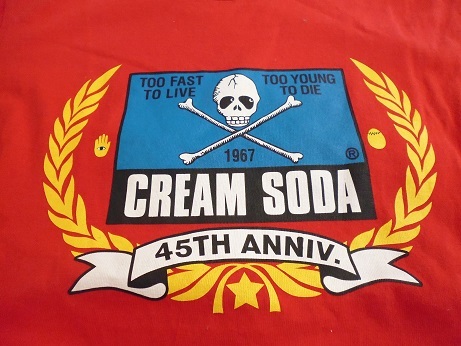 TOO FAST
TO LIVE
TOO YOUNG
TO DIE
1967
®
CREAM SODA
45TH ANNIV.